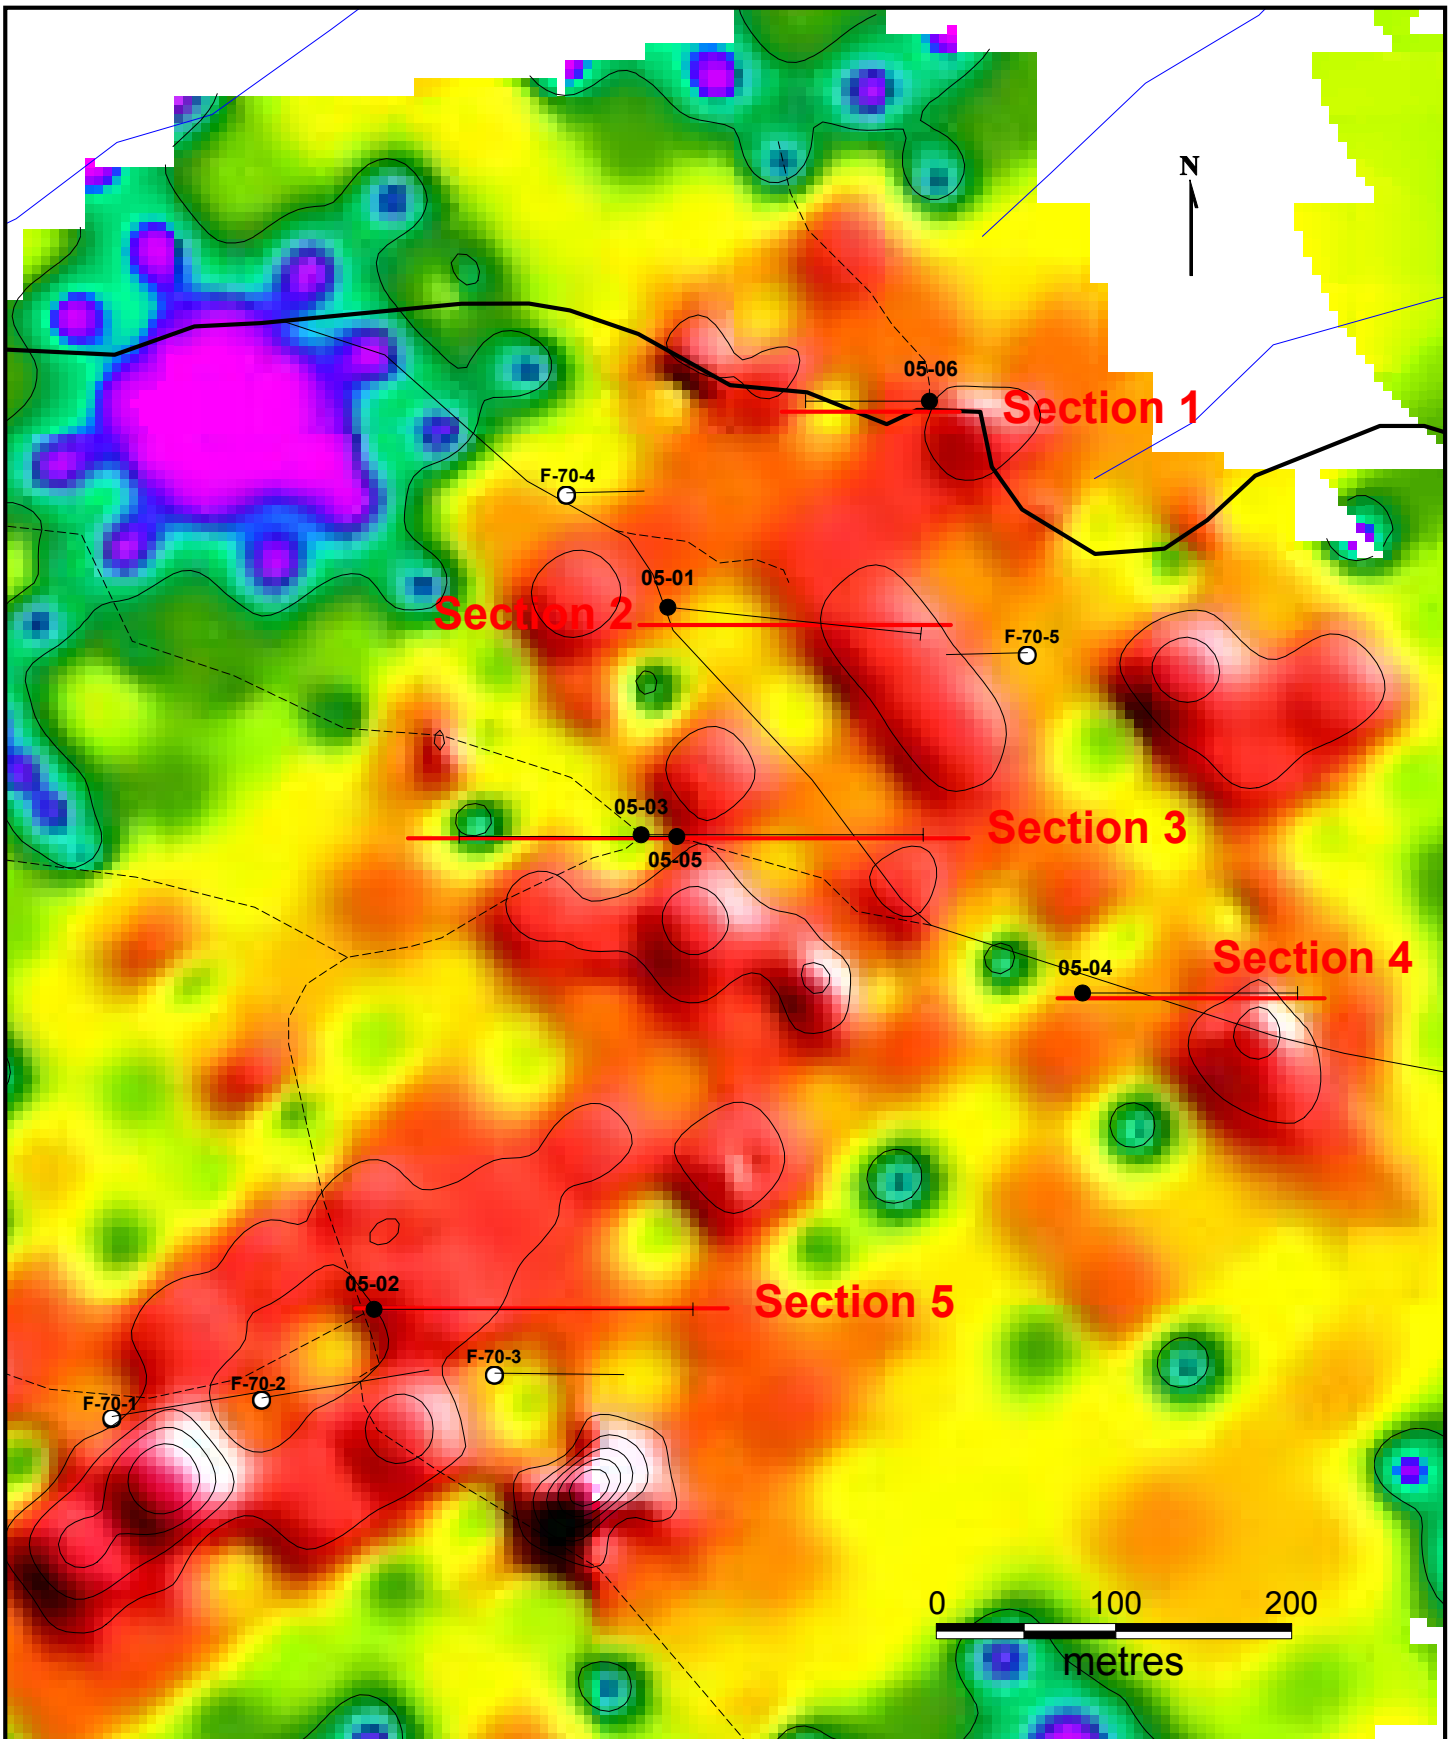 N
05-06
Section 1
F-70-4
05-01
Section 2
F-70-5
05-03
Section 3
05-05
Section 4
05-04
05-02
Section 5
F-70-3
F-70-2
F-70-1
0 100 200
metres